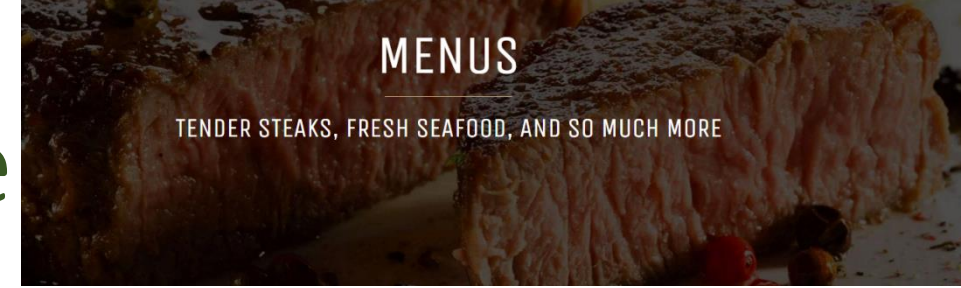 e
MENUS
TENDER STEAKS, FRESH SEAFOOD, AND SO MUCH MORE